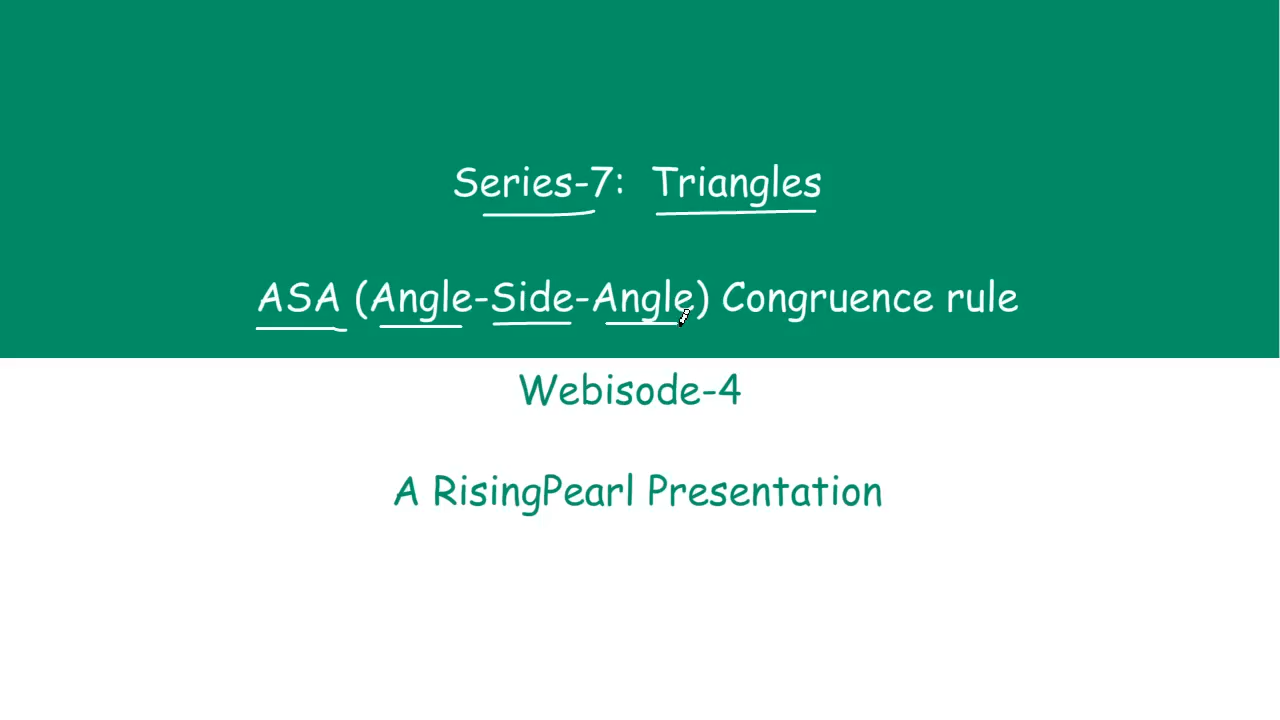 Series-7: Triangles
ASA (Angle-Side-Angle) Congruence rule
Webisode-4
A RisingPearl Presentation